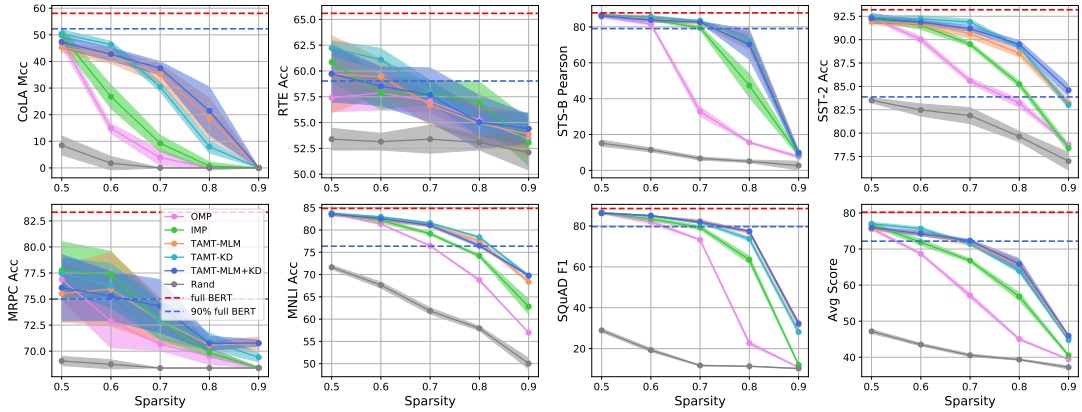 CoLA Mcc
60
50
40
30
20
10
0
0.5 0.6 0.7 0.8 0.9
RTE Acc
65.0
62.5
60.0
57.5
55.0
52.5
50.0
0.5 0.6 0.7 0.8 0.9
STS-B Pearson
80
60
40
20
0
0.5 0.6 0.7 0.8 0.9
SST-2 Acc
92.5
90.0
87.5
85.0
82.5
80.0
77.5
0.5 0.6 0.7 0.8 0.9
MRPC Acc
82.5
80.0
77.5
75.0
72.5
70.0
OMP
IMP
TAMT-MLM
TAMT-KD
TAMT-MLM+KD
Rand
full BERT
90% full BERT
0.5 0.6 0.7 0.8 0.9
Sparsity
MNLI Acc
85
80
75
70
65
60
55
50
0.5 0.6 0.7 0.8 0.9
Sparsity
SQuAD F1
80
60
40
20
0.5 0.6 0.7 0.8 0.9
Sparsity
Avg Score
80
70
60
50
40
0.5 0.6 0.7 0.8 0.9
Sparsity